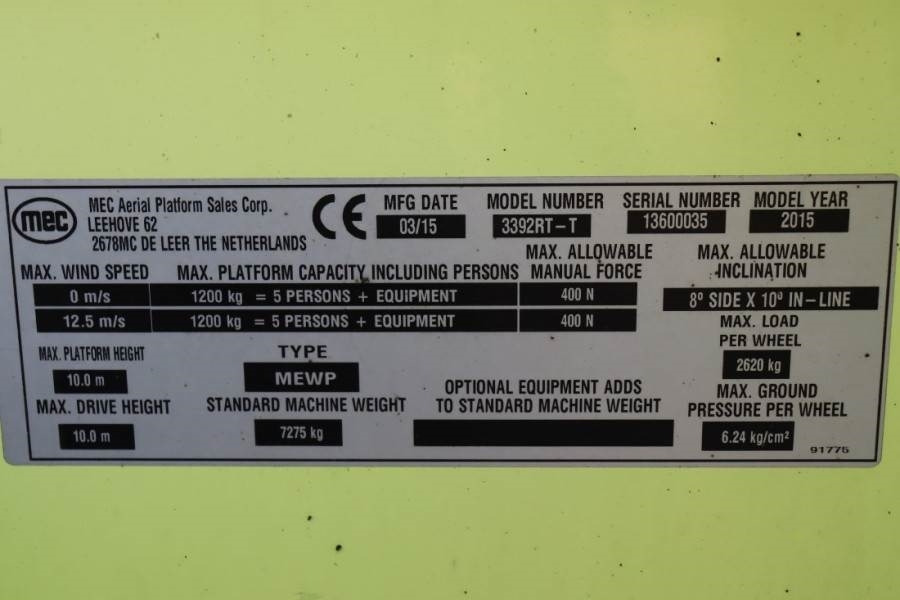 mec
MEC Aerial Platform Sales Corp.
LEEHOVE 62
2678MC DE LEER THE NETHERLANDS
CE
MFG DATE
03/15
MODEL NUMBER
3392RT-T
SERIAL NUMBER
13600035
MODEL YEAR
2015
MAX. WIND SPEED
MAX. PLATFORM CAPACITY INCLUDING PERSONS
MAX. ALLOWABLE
MANUAL FORCE
0 m/s
1200 kg = 5 PERSONS + EQUIPMENT
400 N
12.5 m/s
1200 kg = 5 PERSONS + EQUIPMENT
400 N
MAX. ALLOWABLE
INCLINATION
8º SIDE X 10º IN-LINE
MAX. PLATFORM HEIGHT
10.0 m
TYPE
MEWP
MAX. LOAD
PER WHEEL
2620 kg
MAX. DRIVE HEIGHT
10.0 m
STANDARD MACHINE WEIGHT
7275 kg
OPTIONAL EQUIPMENT ADDS
TO STANDARD MACHINE WEIGHT
MAX. GROUND
PRESSURE PER WHEEL
6.24 kg/cm²
91775